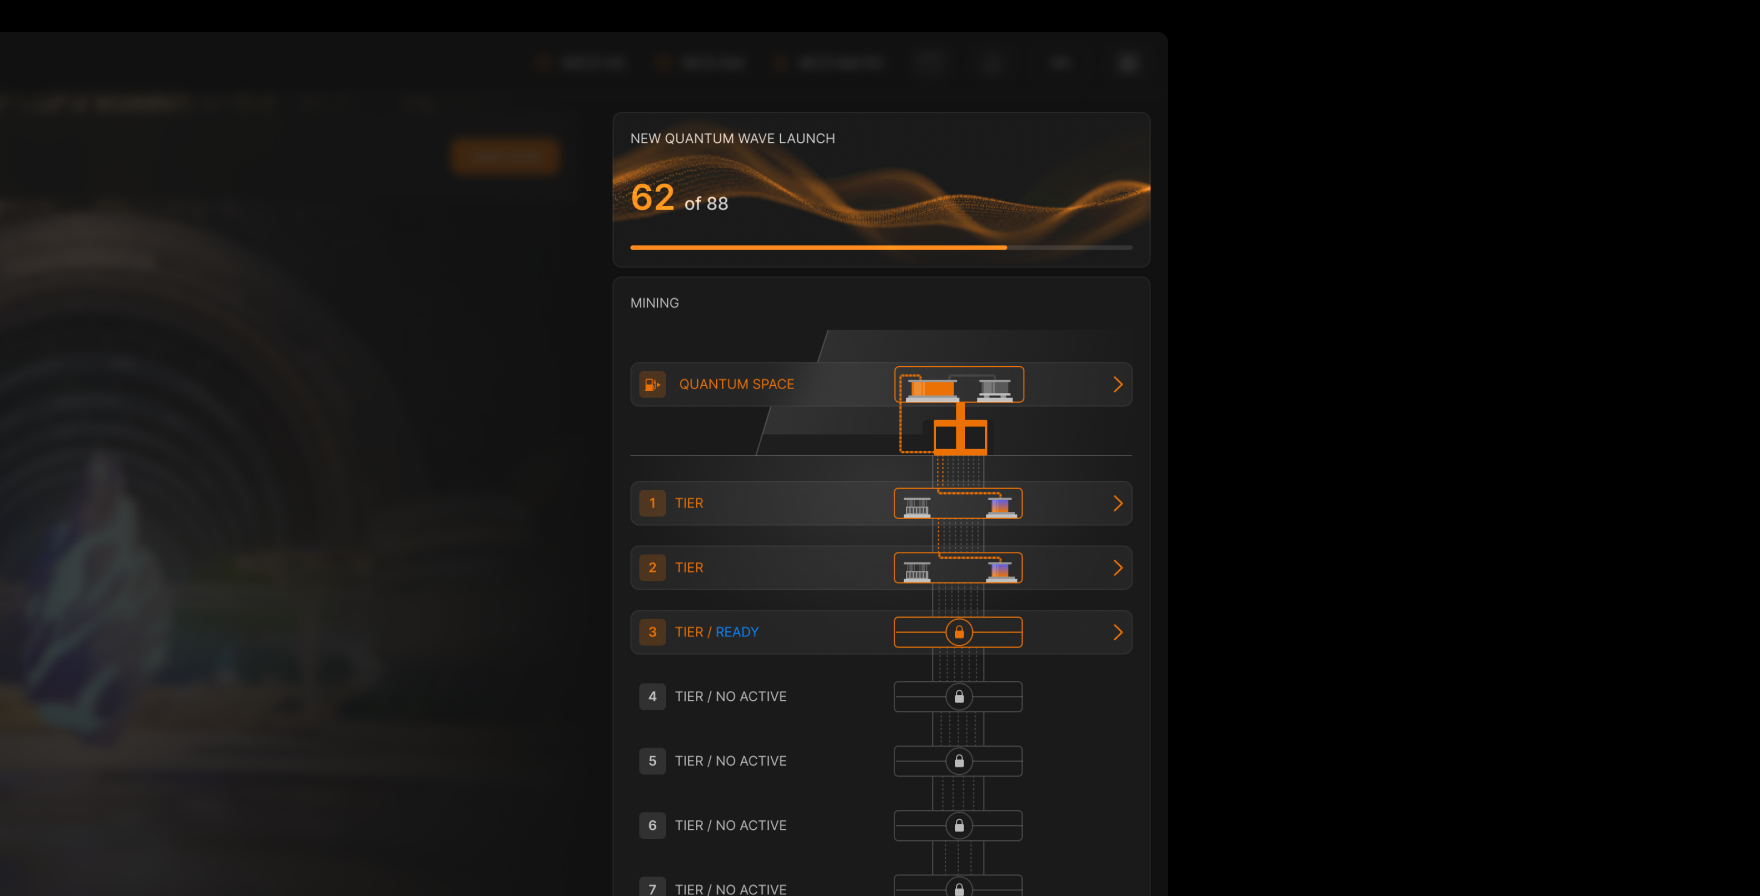 NEW QUANTUM WAVE LAUNCH
62 of 88
MINING
QUANTUM SPACE
1 TIER
2 TIER
3 TIER / READY
4 TIER / NO ACTIVE
5 TIER / NO ACTIVE
6 TIER / NO ACTIVE
7 TIER / NO ACTIVE